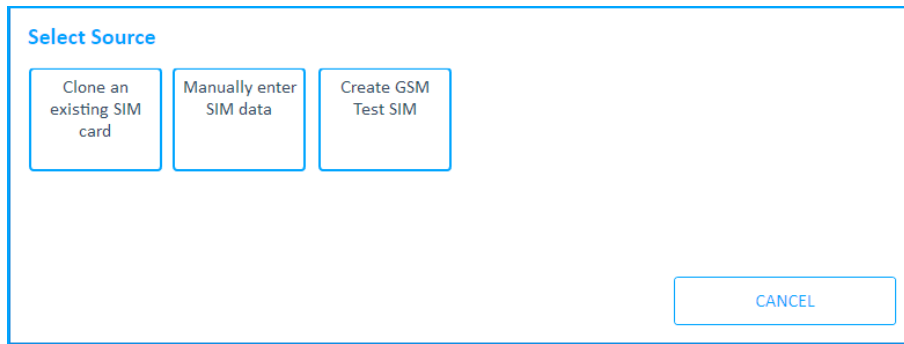 Select Source
Clone an
existing SIM
card
Manually enter
SIM data
Create GSM
Test SIM
CANCEL